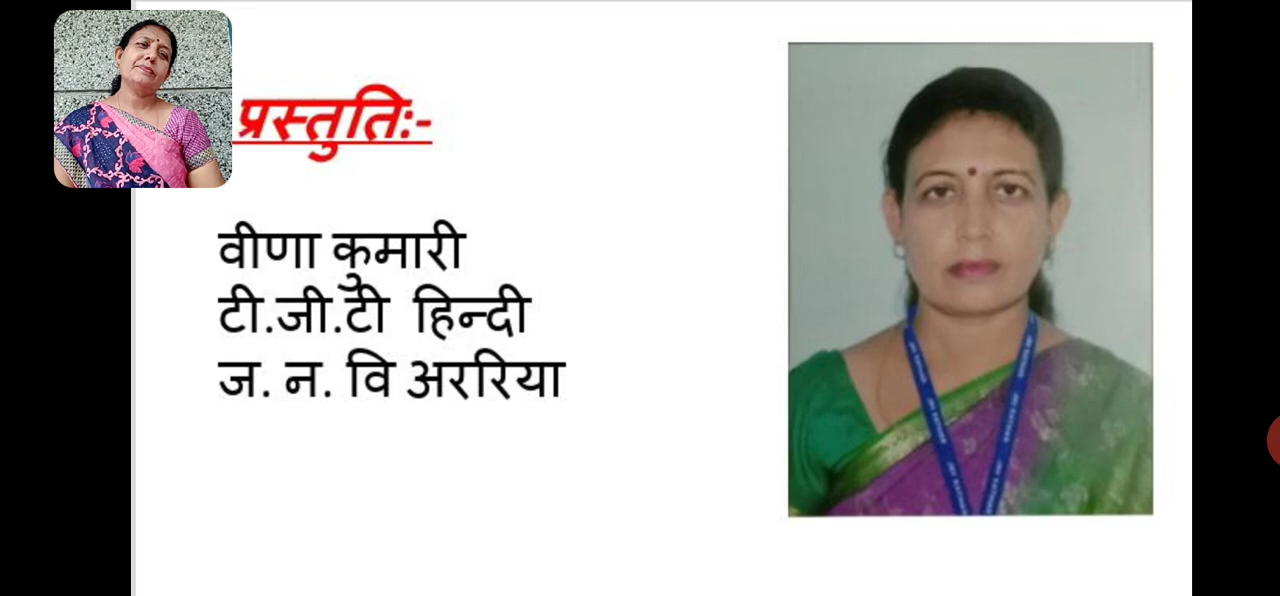 प्रस्तुतिः-
वीणा कुमारी
टी.जी.टी हिन्दी
ज. न. वि अररिया